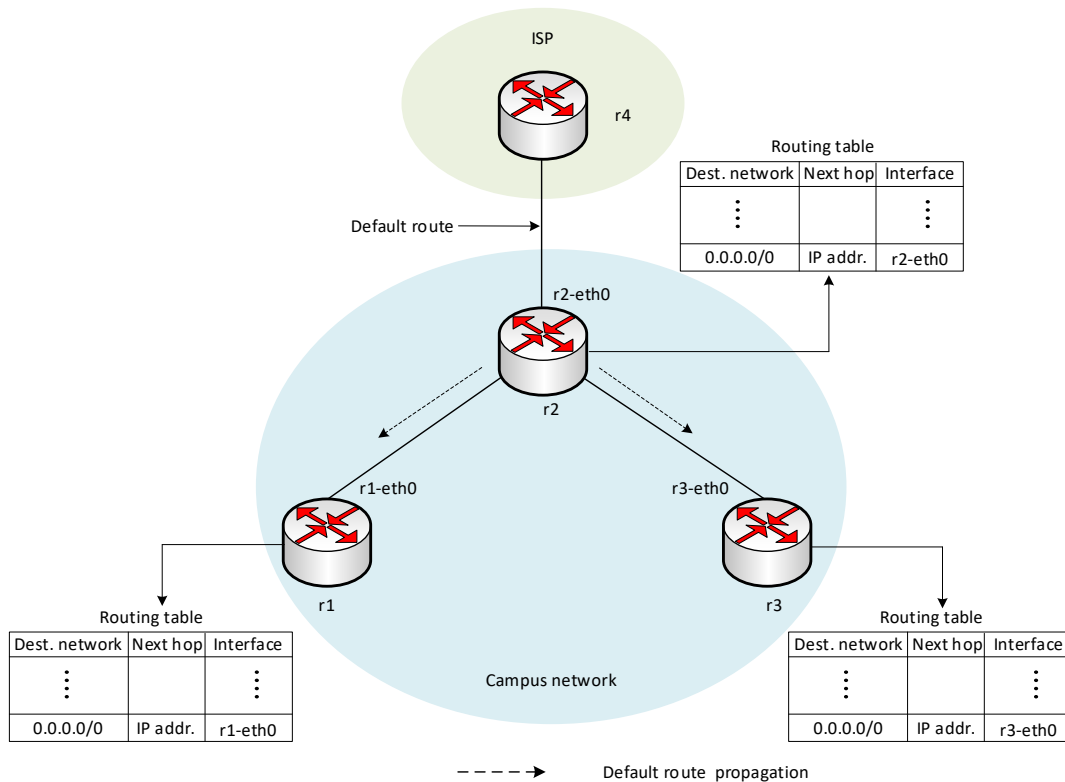 ISP
r4
Routing table
Dest. network Next hop Interface
0.0.0.0/0 IP addr. r2-eth0
Default route
r2-eth0
r2
r1-eth0
r3-eth0
r1
r3
Routing table
Dest. network Next hop Interface
0.0.0.0/0 IP addr. r1-eth0
Campus network
Routing table
Dest. network Next hop Interface
0.0.0.0/0 IP addr. r3-eth0
Default route propagation